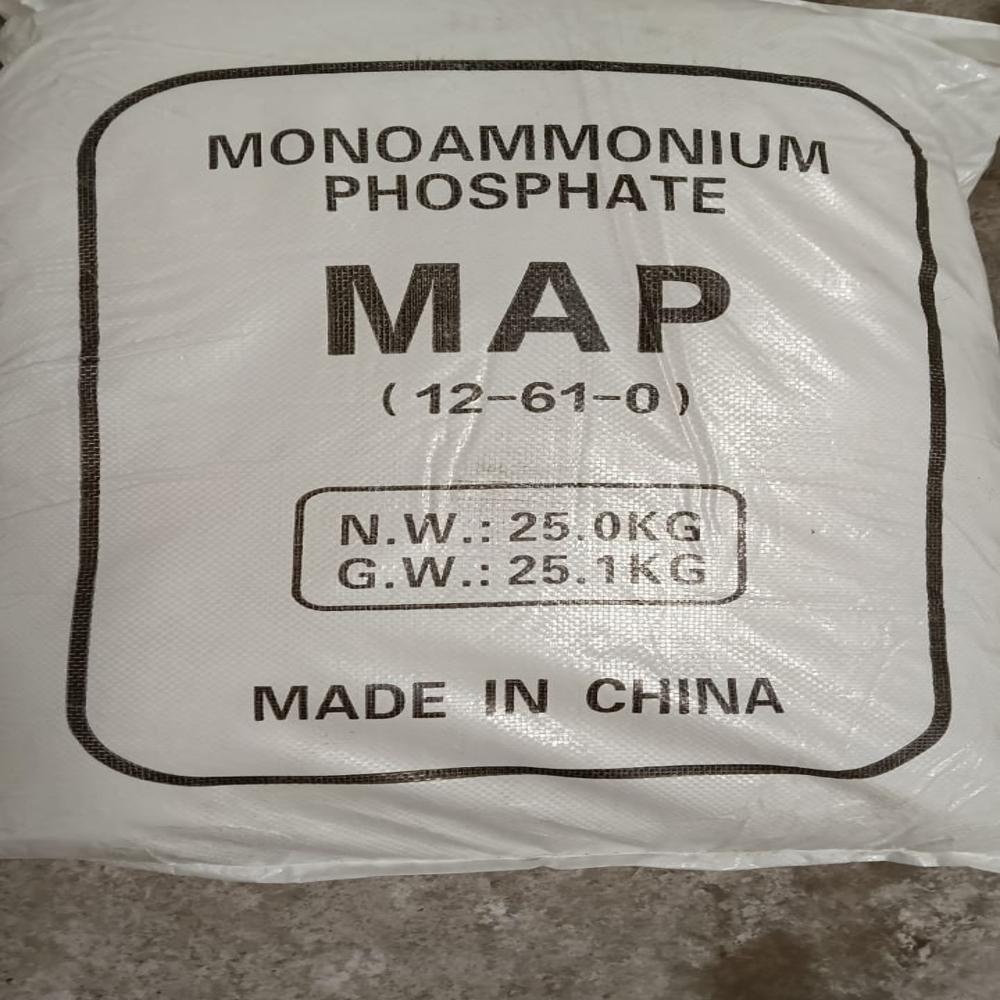 MONOAMMONIUM
PHOSPHATE
MAP
(12-61-0)
N.W.: 25.0KG
G.W.: 25.1KG
MADE IN CHINA